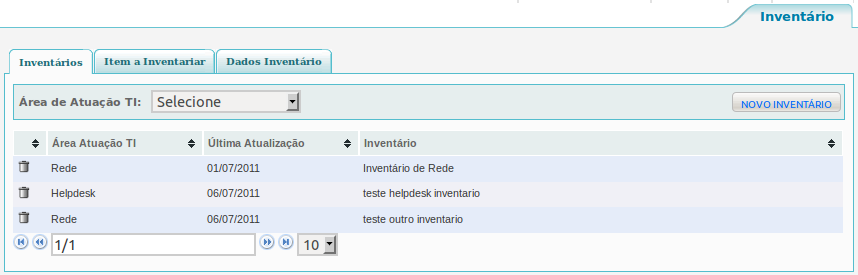 Inventário
Inventários Item a Inventariar Dados Inventário
Área de Atuação TI: Selecione NOVO INVENTÁRIO
Área Atuação TI Última Atualização Inventário
Rede 01/07/2011 Inventário de Rede
Helpdesk 06/07/2011 teste helpdesk inventario
Rede 06/07/2011 teste outro inventario
1/1 10